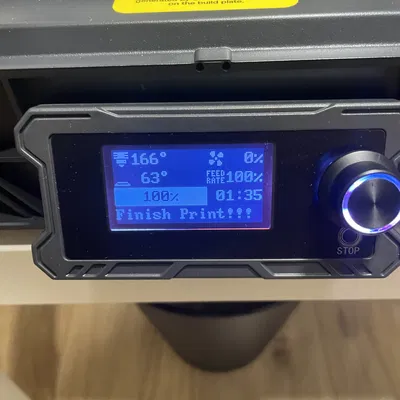 on the build plate.
166° 0%
63° FEED RATE 100%
100% 01:35
Finish Print!!!
STOP